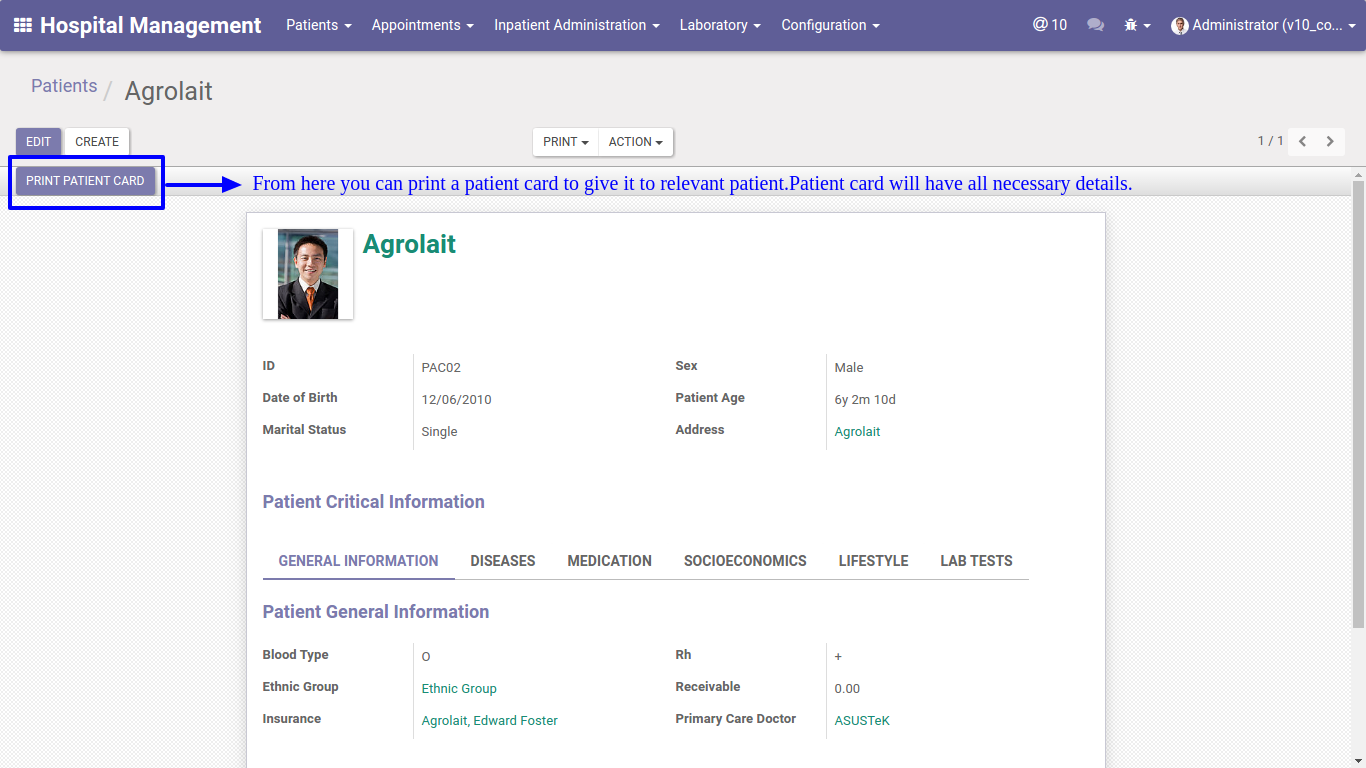 Hospital Management Patients Appointments Inpatient Administration Laboratory Configuration @ 10 Administrator (v10_co...
Patients / Agrolait
EDIT CREATE PRINT ACTION 1 / 1
PRINT PATIENT CARD From here you can print a patient card to give it to relevant patient.Patient card will have all necessary details.
Agrolait
ID PAC02 Sex Male
Date of Birth 12/06/2010 Patient Age 6y 2m 10d
Marital Status Single Address Agrolait
Patient Critical Information
GENERAL INFORMATION DISEASES MEDICATION SOCIOECONOMICS LIFESTYLE LAB TESTS
Patient General Information
Blood Type O Rh +
Ethnic Group Ethnic Group Receivable 0.00
Insurance Agrolait, Edward Foster Primary Care Doctor ASUSTeK